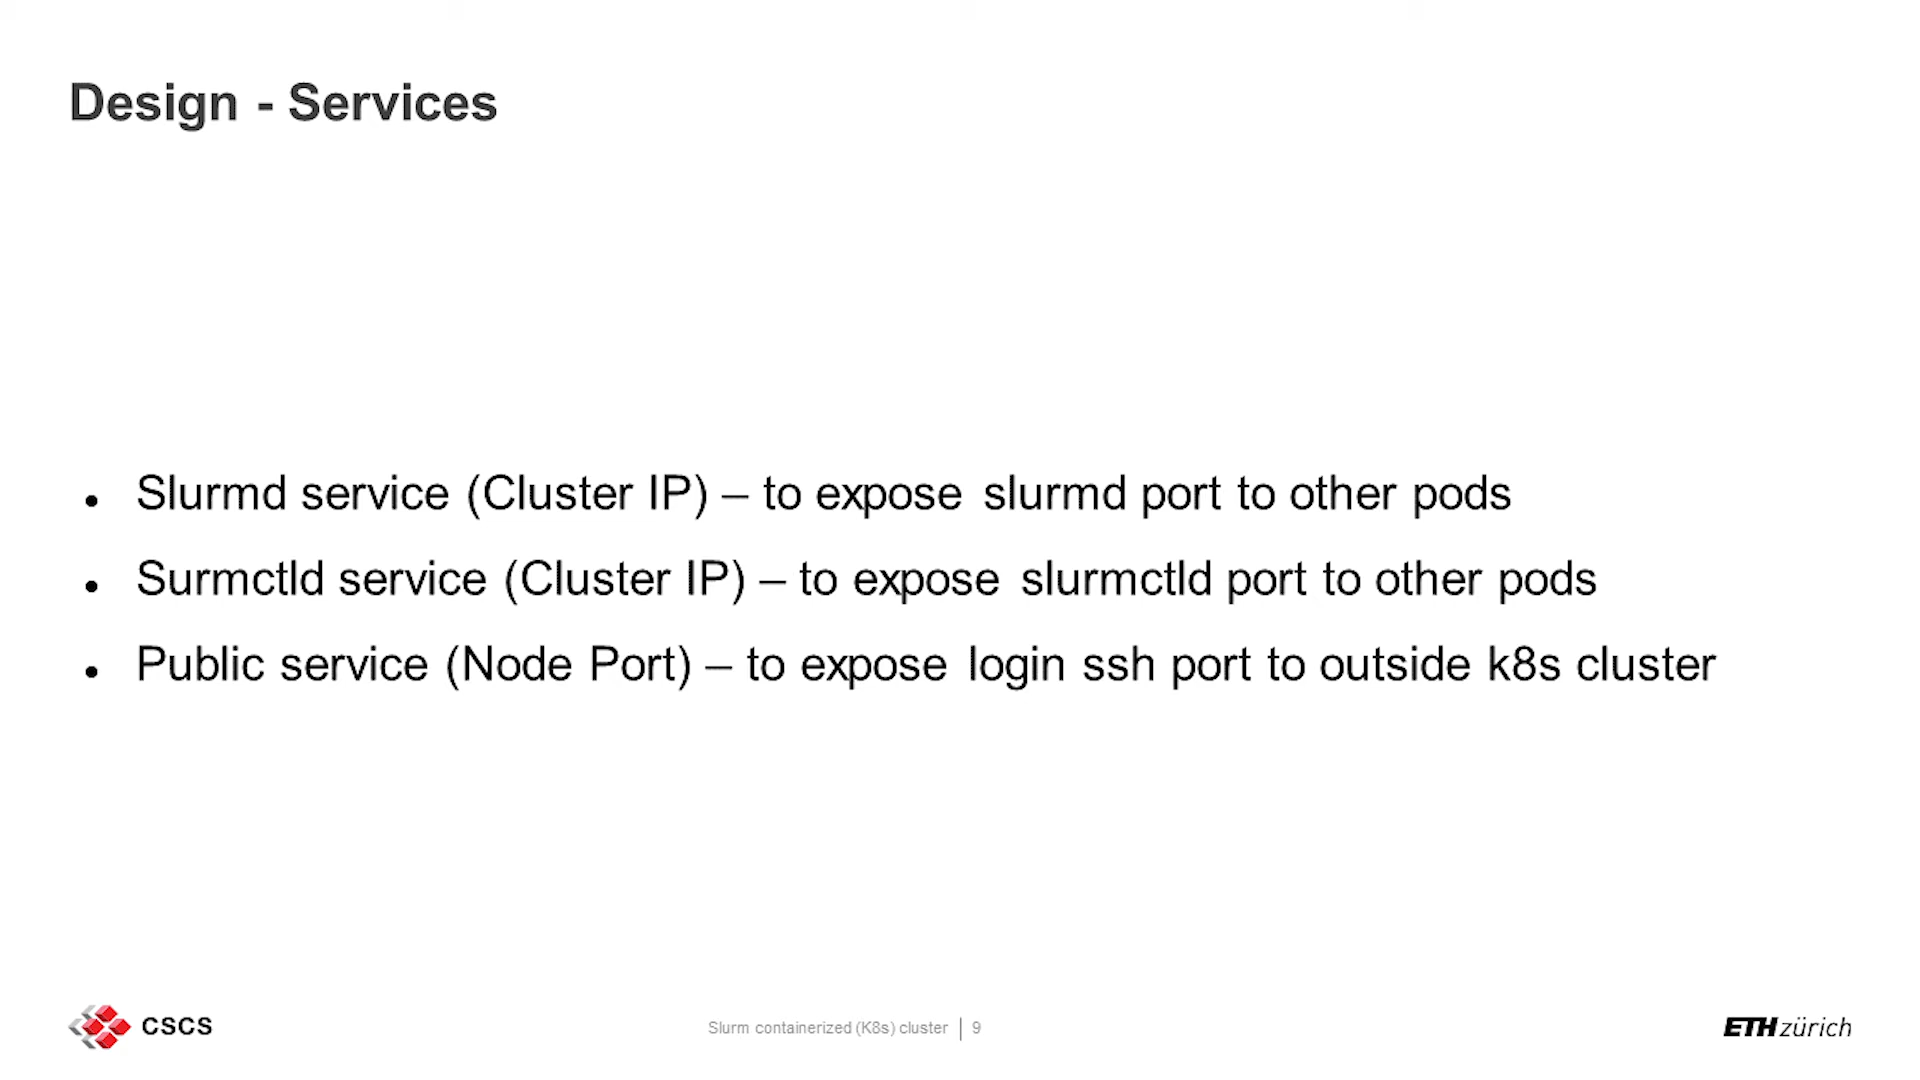 Design - Services
• Slurmd service (Cluster IP) – to expose slurmd port to other pods
• Surmctld service (Cluster IP) – to expose slurmctld port to other pods
• Public service (Node Port) – to expose login ssh port to outside k8s cluster
CSCS
Slurm containerized (K8s) cluster | 9
ETH zürich